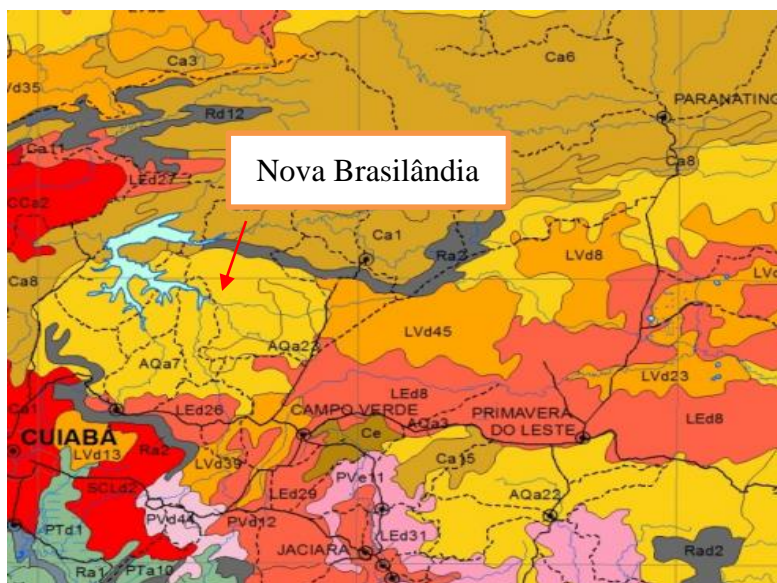 Ca3
Ca6
Vd35
PARANATING
Rd12
Ca11
Ca8
LEd27
Nova Brasilândia
CCa2
Ca1
Ra2
LVd8
LVd
Ca8
LVd45
AQa23
AQa7
LVd23
LEd8
LEd26
LEd8
Ca1
CAMPO VERDE
AQa3
PRIMAVERA
DO LESTE
CUIABÁ
Ra2
Ce
LVd13
LVd39
Ca15
PVe11
SCLd2
LEd29
AQa22
PVd44
PTd1
PVd12
LEd31
JACIARA
Rad2
Ra1
PTa10